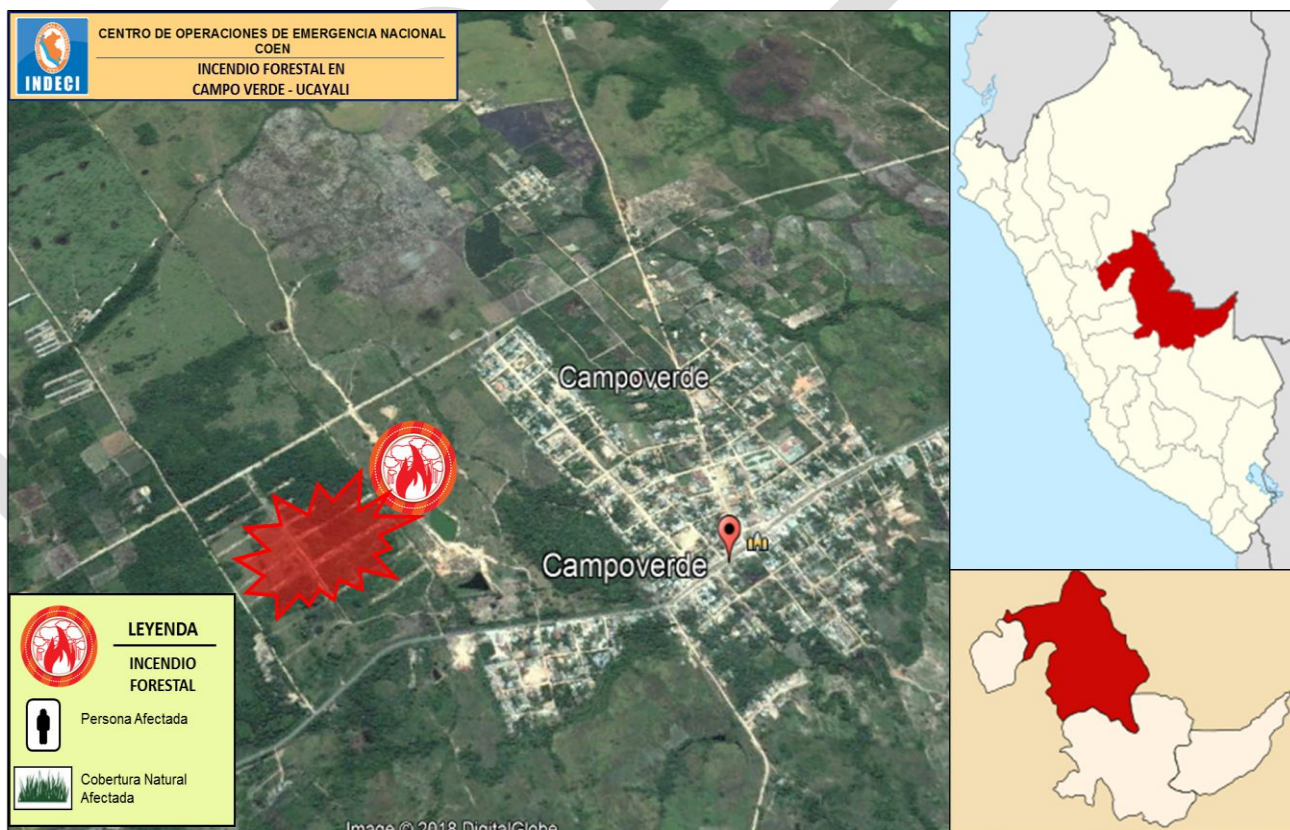 INDECI
CENTRO DE OPERACIONES DE EMERGENCIA NACIONAL
COEN
INCENDIO FORESTAL EN
CAMPO VERDE - UCAYALI
Campoverde
Campoverde
LEYENDA
INCENDIO
FORESTAL
Persona Afectada
Cobertura Natural
Afectada
Image © 2018 DigitalGlobe